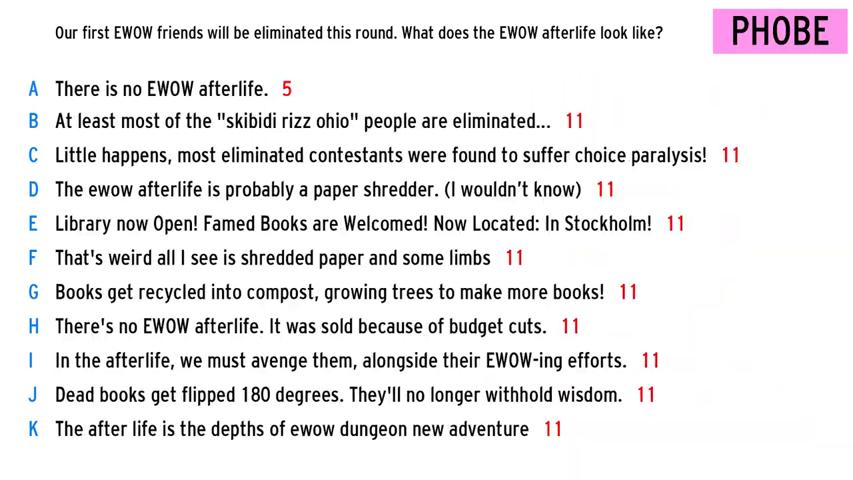 Our first EWOW friends will be eliminated this round. What does the EWOW afterlife look like?
PHOBE
A There is no EWOW afterlife. 5
B At least most of the "skibidi rizz ohio" people are eliminated... 11
C Little happens, most eliminated contestants were found to suffer choice paralysis! 11
D The ewow afterlife is probably a paper shredder. (I wouldn't know) 11
E Library now Open! Famed Books are Welcomed! Now Located: In Stockholm! 11
F That's weird all I see is shredded paper and some limbs 11
G Books get recycled into compost, growing trees to make more books! 11
H There's no EWOW afterlife. It was sold because of budget cuts. 11
I In the afterlife, we must avenge them, alongside their EWOW-ing efforts. 11
J Dead books get flipped 180 degrees. They'll no longer withhold wisdom. 11
K The after life is the depths of ewow dungeon new adventure 11